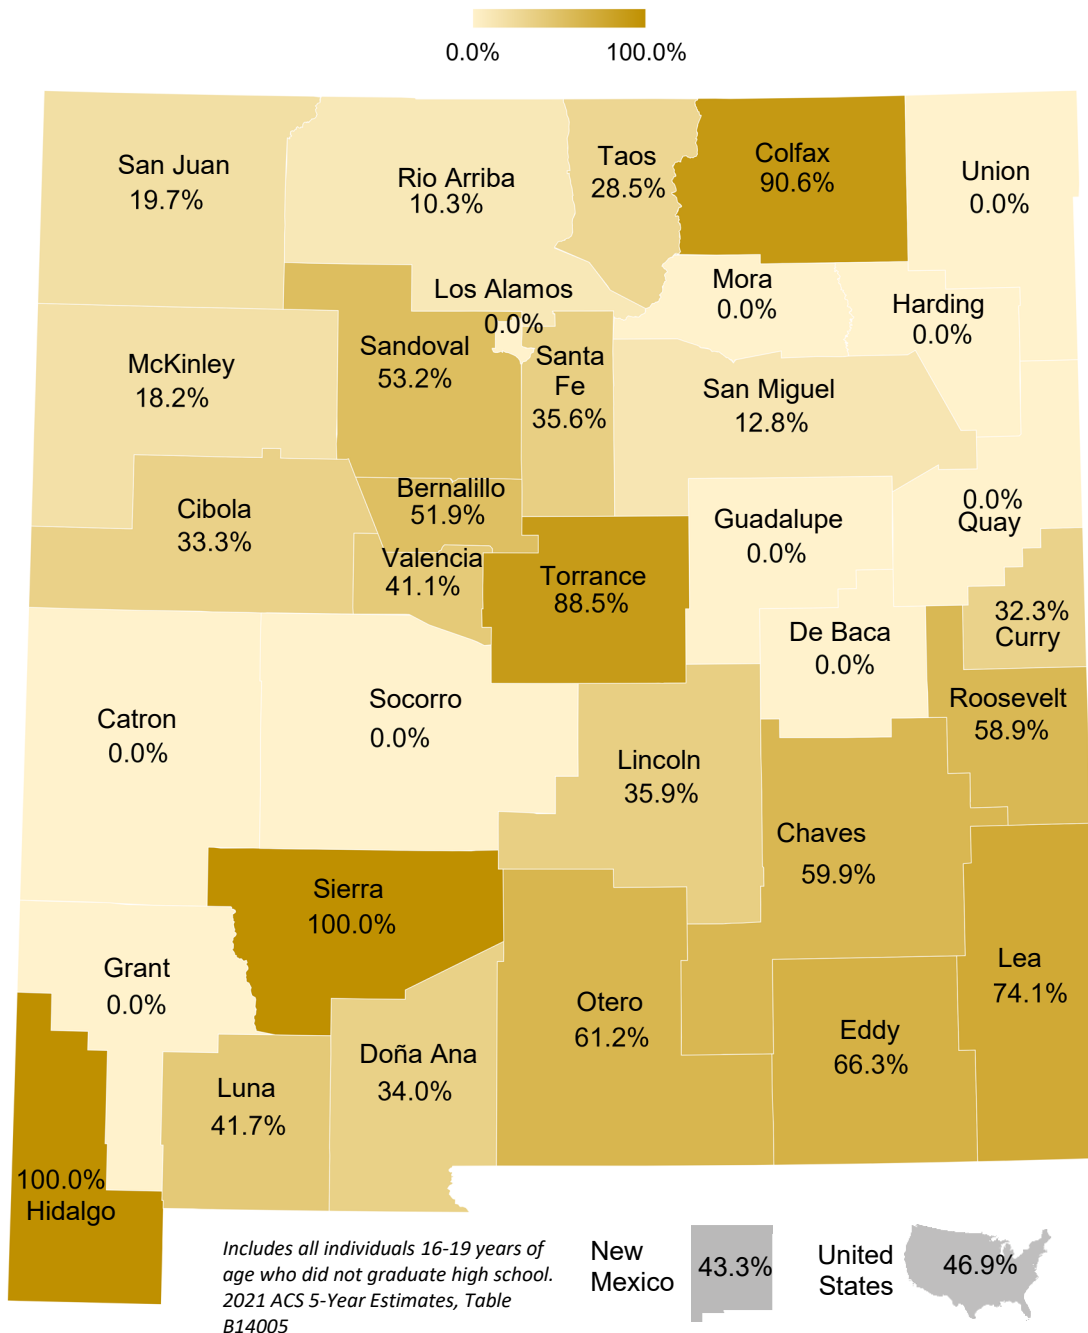 0.0%
100.0%
San Juan
19.7%
Rio Arriba
10.3%
Taos
28.5%
Colfax
90.6%
Union
0.0%
Los Alamos
0.0%
Mora
0.0%
Harding
0.0%
McKinley
18.2%
Sandoval
53.2%
Santa
Fe
35.6%
San Miguel
12.8%
Cibola
33.3%
Bernalillo
51.9%
Valencia
41.1%
Torrance
88.5%
Guadalupe
0.0%
0.0%
Quay
32.3%
Curry
De Baca
0.0%
Roosevelt
58.9%
Catron
0.0%
Socorro
0.0%
Lincoln
35.9%
Chaves
59.9%
Sierra
100.0%
Grant
0.0%
Otero
61.2%
Lea
74.1%
Eddy
66.3%
Doña Ana
34.0%
Luna
41.7%
100.0%
Hidalgo
Includes all individuals 16-19 years of
age who did not graduate high school.
2021 ACS 5-Year Estimates, Table
B14005
New
Mexico
43.3%
United
States
46.9%